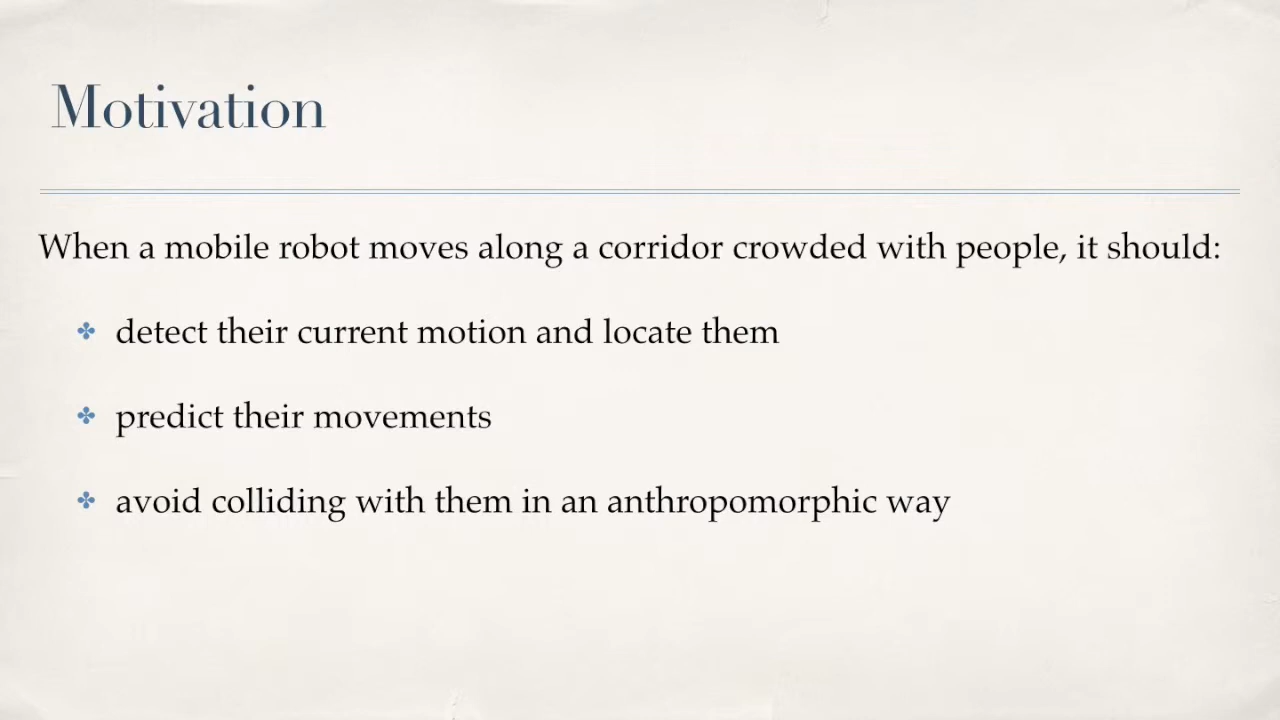 Motivation
When a mobile robot moves along a corridor crowded with people, it should:
detect their current motion and locate them
predict their movements
avoid colliding with them in an anthropomorphic way